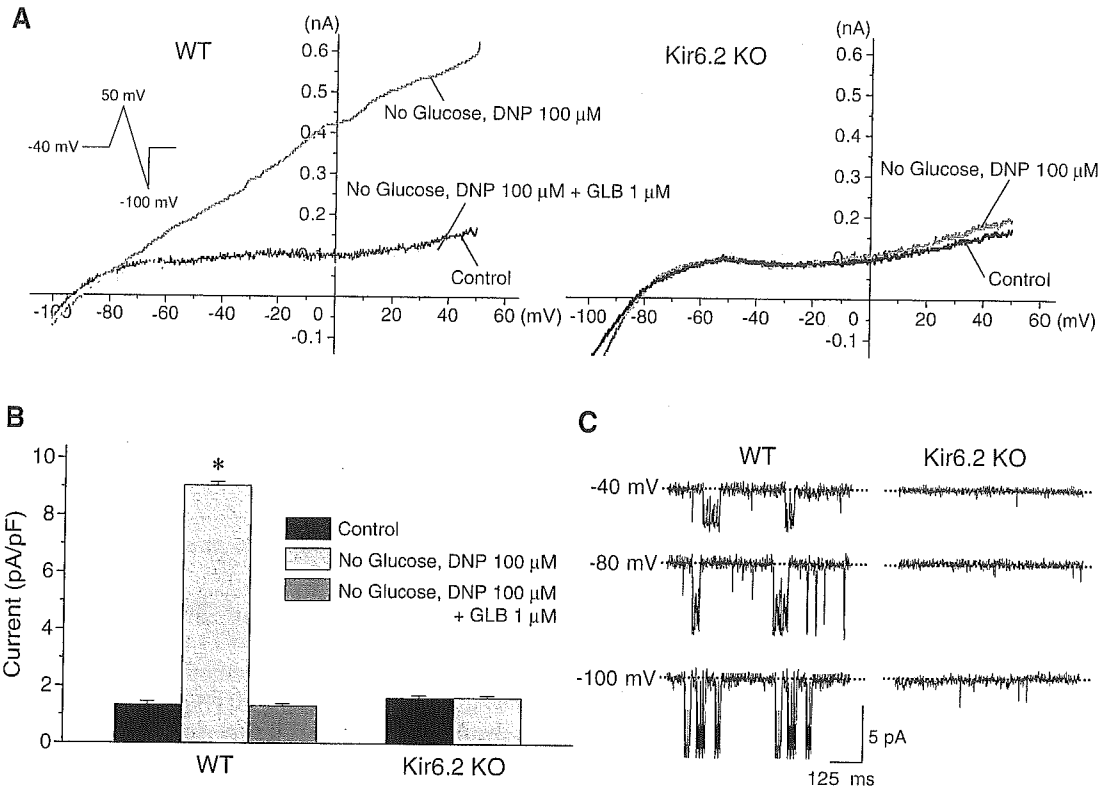 A
WT
(nA)
0.6
0.5
0.4
0.3
0.2
0
-0.1
50 mV
-40 mV
-100 mV
No Glucose, DNP 100 µM
No Glucose, DNP 100 µM + GLB 1 µM
Control
-100 -80 -60 -40 -20 0 20 40 60 (mV)
Kir6.2 KO
(nA)
0.6
0.5
0.4
0.3
0.2
0
-0.1
No Glucose, DNP 100 µM
Control
-100 -80 -60 -40 -20 0 20 40 60 (mV)
B
Current (pA/pF)
10
8
6
4
2
0
*
Control
No Glucose, DNP 100 µM
No Glucose, DNP 100 µM
+ GLB 1 µM
WT Kir6.2 KO
C
WT Kir6.2 KO
-40 mV
-80 mV
-100 mV
5 pA
125 ms